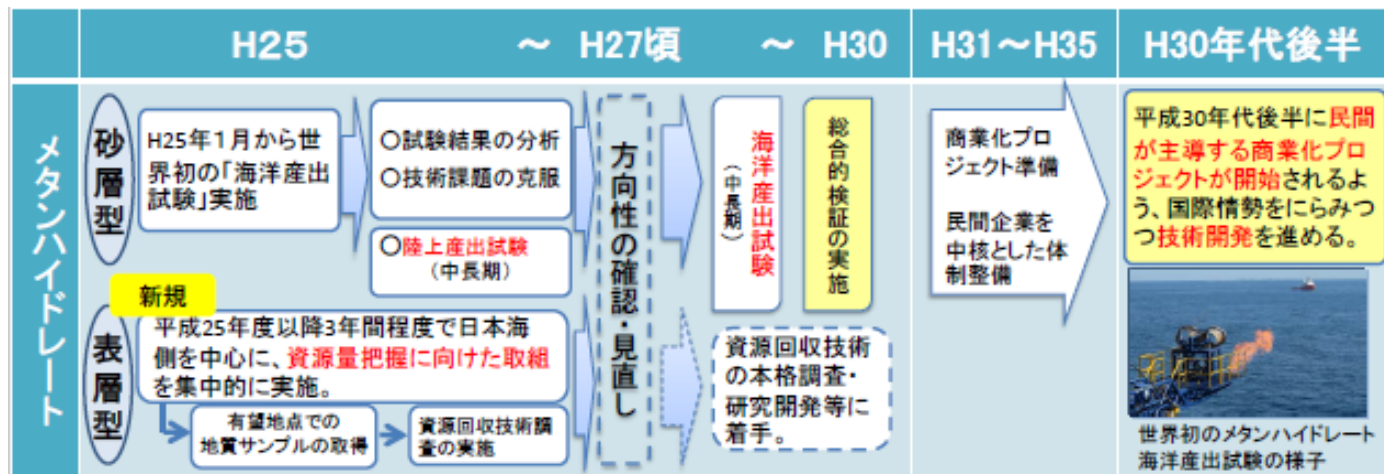 H25
～ H27頃
～ H30
H31～H35
H30年代後半
メタンハイドレート
砂層型
H25年1月から世
界初の「海洋産出
試験」実施
○試験結果の分析
○技術課題の克服
○陸上産出試験
（中長期）
方向性の確認・見直し
海洋産出試験
（中長期）
総合的検証の実施
商業化プロ
ジェクト準備
民間企業を
中核とした体
制整備
平成30年代後半に民間
が主導する商業化プロ
ジェクトが開始されるよ
う、国際情勢をにらみつ
つ技術開発を進める。
新規
表層型
平成25年度以降3年間程度で日本海
側を中心に、資源量把握に向けた取組
を集中的に実施。
有望地点での
地質サンプルの取得
資源回収技術調
査の実施
資源回収技術
の本格調査・
研究開発等に
着手。
世界初のメタンハイドレート
海洋産出試験の様子